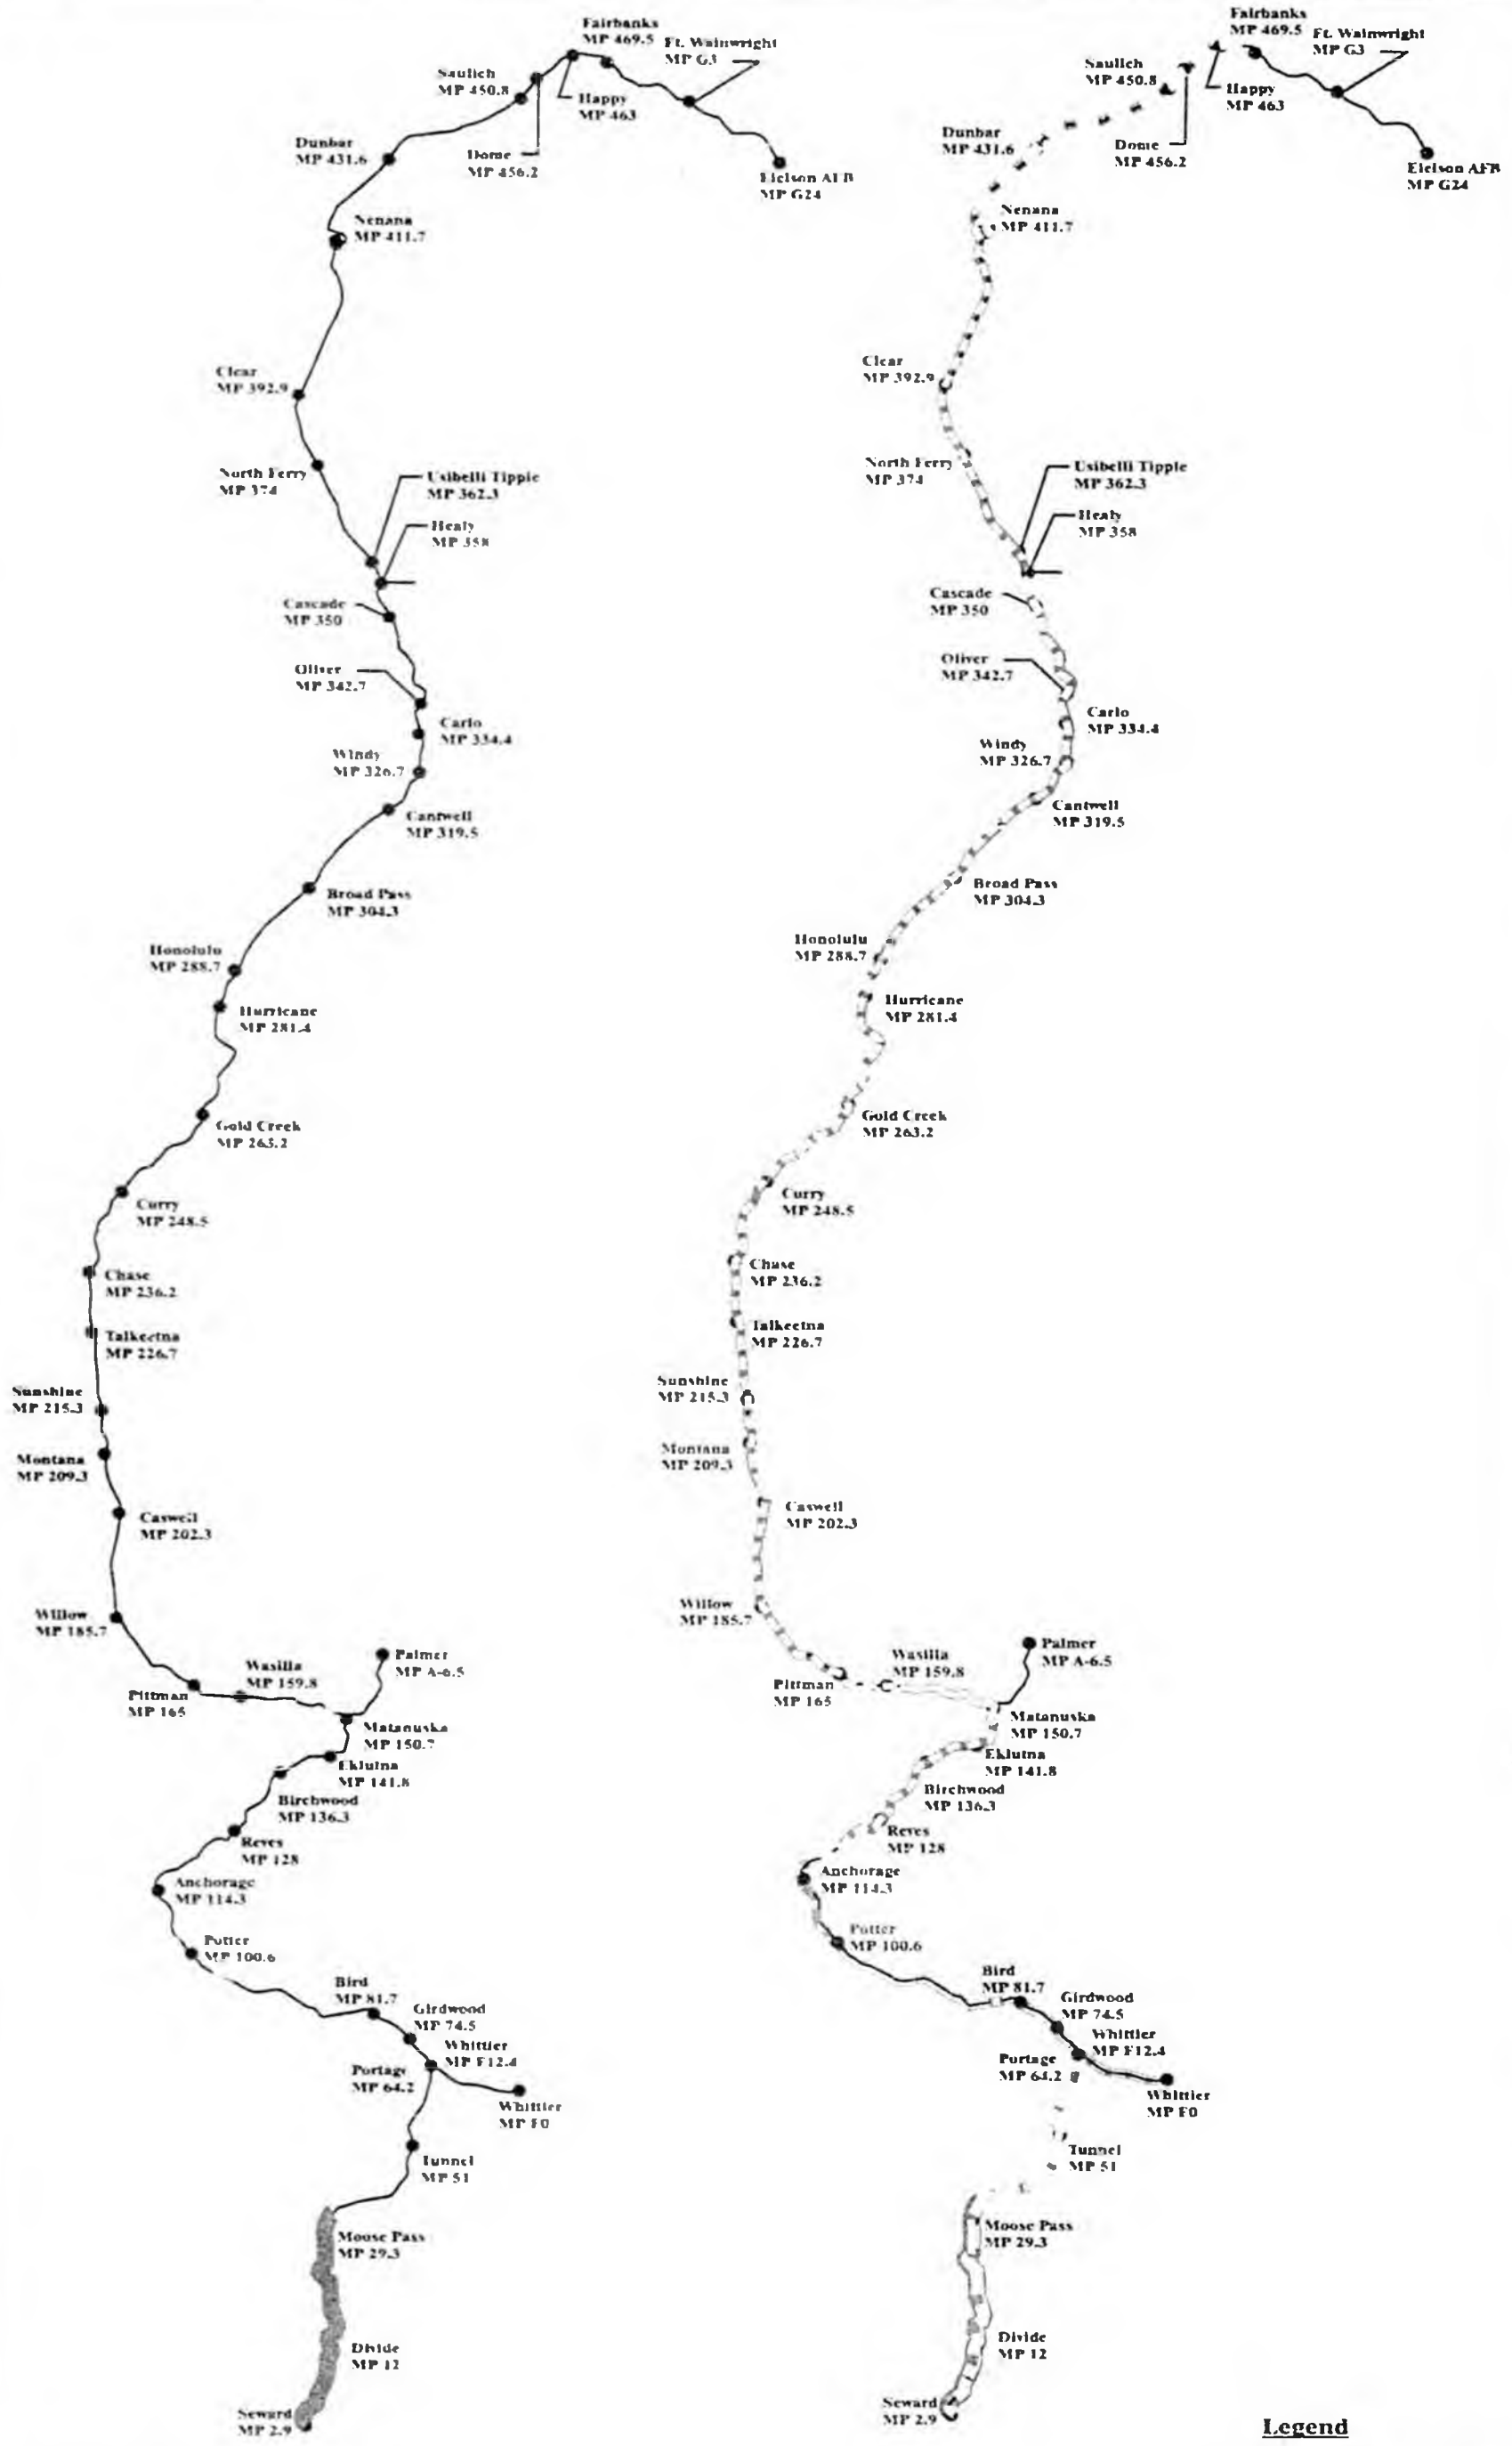 Fairbanks
MP 469.5
Ft. Wainwright
MP G3
Saulich
MP 450.8
Happy
MP 463
Dunbar
MP 431.6
Dome
MP 456.2
Eielson AFB
MP G24
Nenana
MP 411.7
Clear
MP 392.9
North Ferry
MP 374
Usibelli Tipple
MP 362.3
Healy
MP 358
Cascade
MP 350
Oliver
MP 342.7
Carlo
MP 334.4
Windy
MP 326.7
Cantwell
MP 319.5
Broad Pass
MP 304.3
Honolulu
MP 288.7
Hurricane
MP 281.4
Gold Creek
MP 263.2
Curry
MP 248.5
Chase
MP 236.2
Talkeetna
MP 226.7
Sunshine
MP 215.3
Montana
MP 209.3
Caswell
MP 202.3
Willow
MP 185.7
Palmer
MP A-6.5
Wasilla
MP 159.8
Pittman
MP 165
Matanuska
MP 150.7
Eklutna
MP 141.8
Birchwood
MP 136.3
Reves
MP 128
Anchorage
MP 114.3
Potter
MP 100.6
Bird
MP 81.7
Girdwood
MP 74.5
Whittier
MP F12.4
Portage
MP 64.2
Whittier
MP F0
Tunnel
MP 51
Moose Pass
MP 29.3
Divide
MP 12
Seward
MP 2.9
Fairbanks
MP 469.5
Ft. Wainwright
MP G3
Saulich
MP 450.8
Happy
MP 463
Dunbar
MP 431.6
Dome
MP 456.2
Eielson AFB
MP G24
Nenana
MP 411.7
Clear
MP 392.9
North Ferry
MP 374
Usibelli Tipple
MP 362.3
Healy
MP 358
Cascade
MP 350
Oliver
MP 342.7
Carlo
MP 334.4
Windy
MP 326.7
Cantwell
MP 319.5
Broad Pass
MP 304.3
Honolulu
MP 288.7
Hurricane
MP 281.4
Gold Creek
MP 263.2
Curry
MP 248.5
Chase
MP 236.2
Talkeetna
MP 226.7
Sunshine
MP 215.3
Montana
MP 209.3
Caswell
MP 202.3
Willow
MP 185.7
Palmer
MP A-6.5
Wasilla
MP 159.8
Pittman
MP 165
Matanuska
MP 150.7
Eklutna
MP 141.8
Birchwood
MP 136.3
Reves
MP 128
Anchorage
MP 114.3
Potter
MP 100.6
Bird
MP 81.7
Girdwood
MP 74.5
Whittier
MP F12.4
Portage
MP 64.2
Whittier
MP F0
Tunnel
MP 51
Moose Pass
MP 29.3
Divide
MP 12
Seward
MP 2.9
Legend